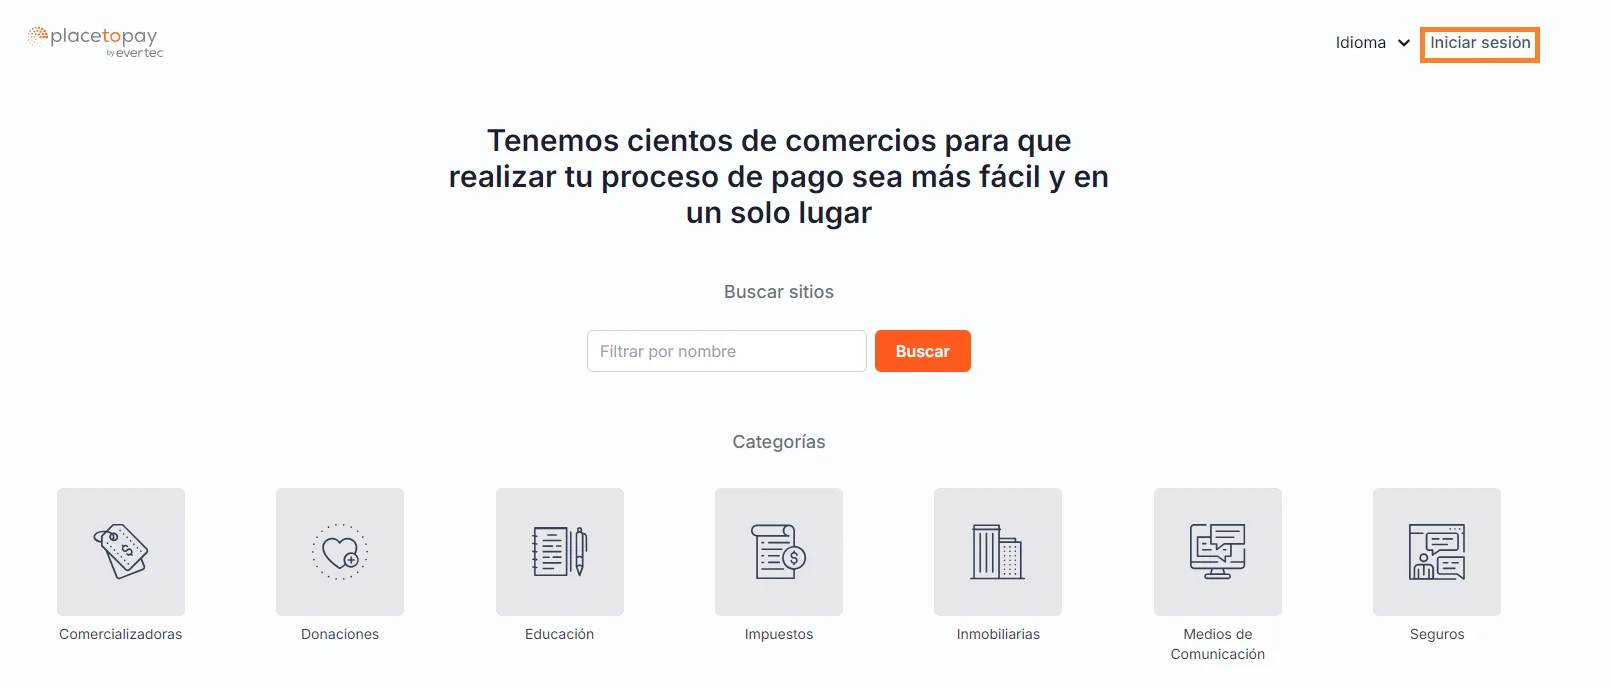 placetopay
by evertec
Idioma
Iniciar sesión
Tenemos cientos de comercios para que
realizar tu proceso de pago sea más fácil y en
un solo lugar
Buscar sitios
Filtrar por nombre
Buscar
Categorías
Comercializadoras
Donaciones
Educación
Impuestos
Inmobiliarias
Medios de
Comunicación
Seguros